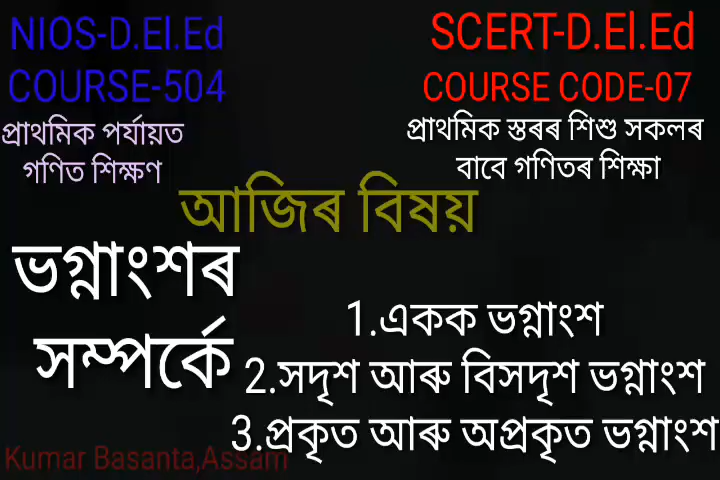 NIOS-D.El.Ed
COURSE-504
প্ৰাথমিক পৰ্যায়ত
গণিত শিক্ষণ
SCERT-D.El.Ed
COURSE CODE-07
প্ৰাথমিক স্তৰৰ শিশু সকলৰ
বাবে গণিতৰ শিক্ষা
আজিৰ বিষয়
ভগ্নাংশৰ
সম্পৰ্কে
1.একক ভগ্নাংশ
2.সদৃশ আৰু বিসদৃশ ভগ্নাংশ
3.প্ৰকৃত আৰু অপ্ৰকৃত ভগ্নাংশ
Kumar Basanta,Assam